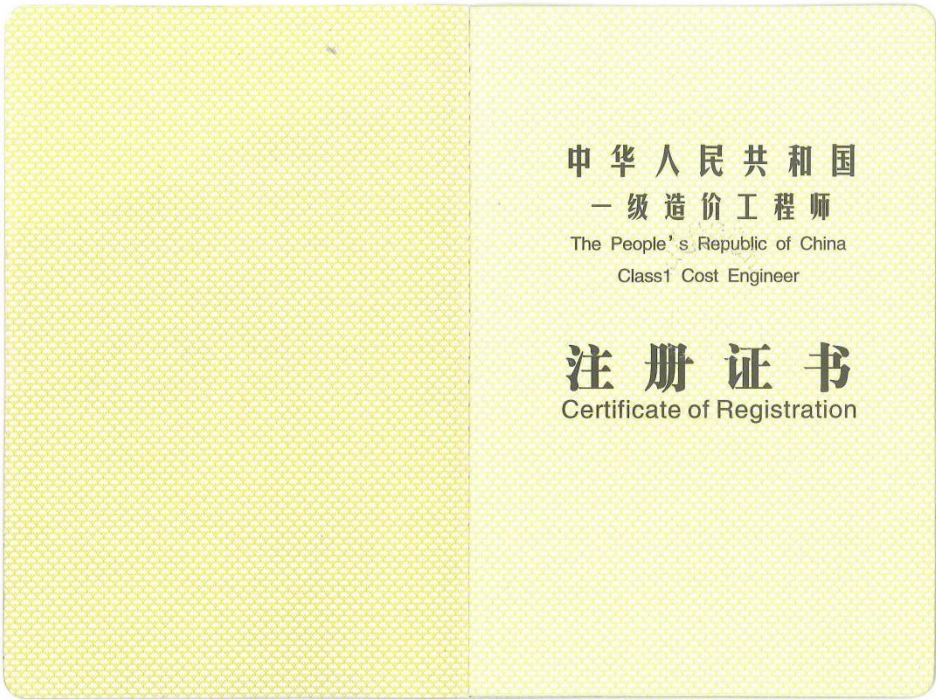 中华人民共和国
一级造价工程师
The People's Republic of China
Class1 Cost Engineer
注册证书
Certificate of Registration